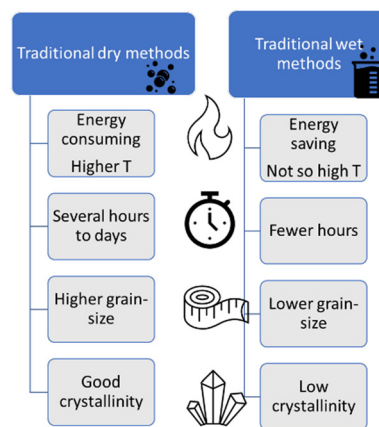 Traditional dry methods
Energy
consuming
Higher T
Several hours
to days
Higher grain-
size
Good
crystallinity
Traditional wet
methods
Energy
saving
Not so high T
Fewer hours
Lower grain-
size
Low
crystallinity